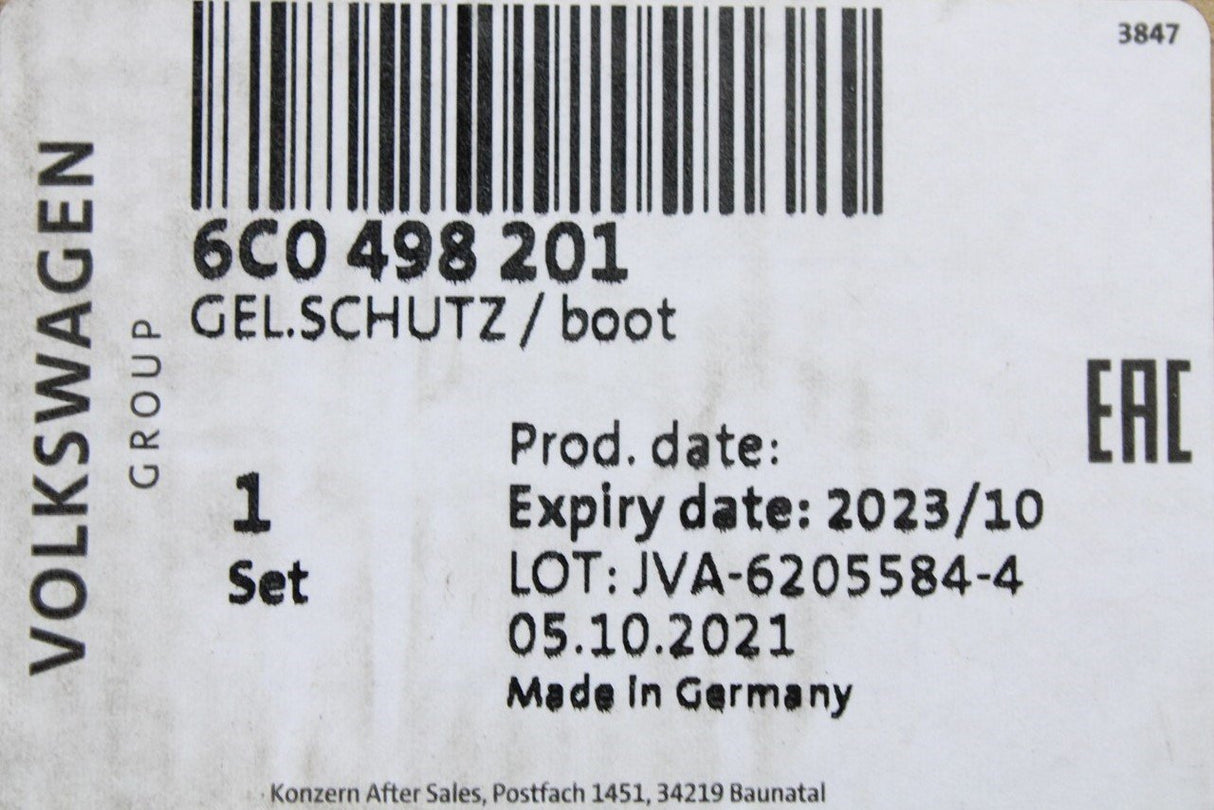 3847
VOLKSWAGEN
GROUP
6C0 498 201
GEL.SCHUTZ / boot
EAC
1
Set
Prod. date:
Expiry date: 2023/10
LOT: JVA-6205584-4
05.10.2021
Made in Germany
Konzern After Sales, Postfach 1451, 34219 Baunatal